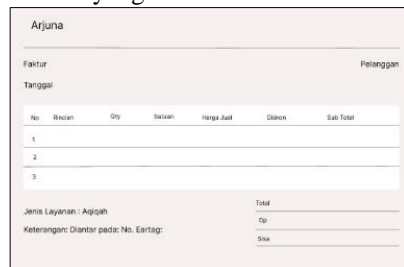 Arjuna
Faktur Pelanggan
Tanggal
No Rincian Qty Satuan Harga Jual Diskon Sub Total
1
2
3
Jenis Layanan : Aqiqah
Keterangan: Diantar pada: No. Eartag:
Total
Dp
Sisa